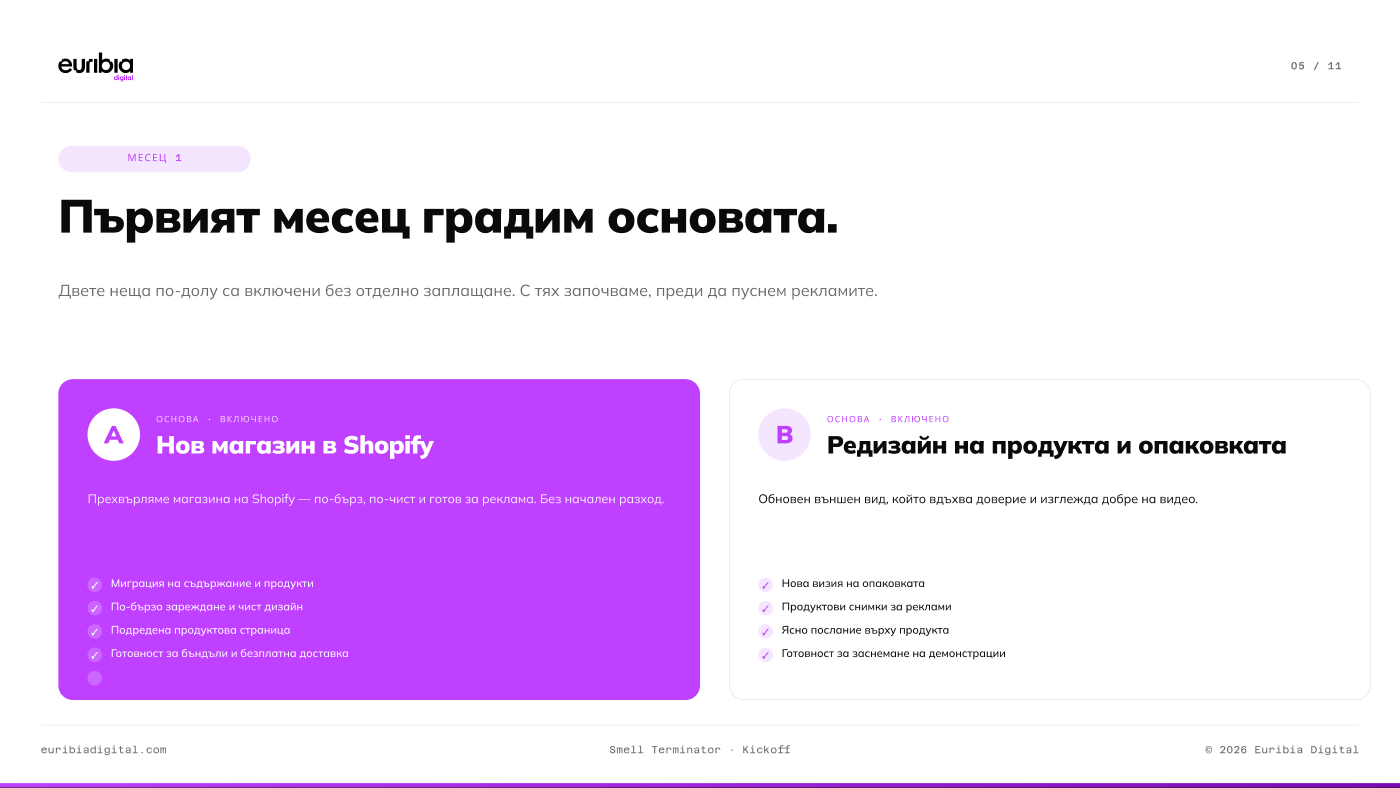 euribia
digital
05 / 11
МЕСЕЦ 1
Първият месец градим основата.
Двете неща по-долу са включени без отделно заплащане. С тях започваме, преди да пуснем рекламите.
A
ОСНОВА · ВКЛЮЧЕНО
Нов магазин в Shopify
Прехвърляме магазина на Shopify — по-бърз, по-чист и готов за реклама. Без начален разход.
✓ Миграция на съдържание и продукти
✓ По-бързо зареждане и чист дизайн
✓ Подредена продуктова страница
✓ Готовност за бъндъли и безплатна доставка
B
ОСНОВА · ВКЛЮЧЕНО
Редизайн на продукта и опаковката
Обновен външен вид, който вдъхва доверие и изглежда добре на видео.
✓ Нова визия на опаковката
✓ Продуктови снимки за реклами
✓ Ясно послание върху продукта
✓ Готовност за заснемане на демонстрации
euribiadigital.com
Smell Terminator · Kickoff
© 2026 Euribia Digital